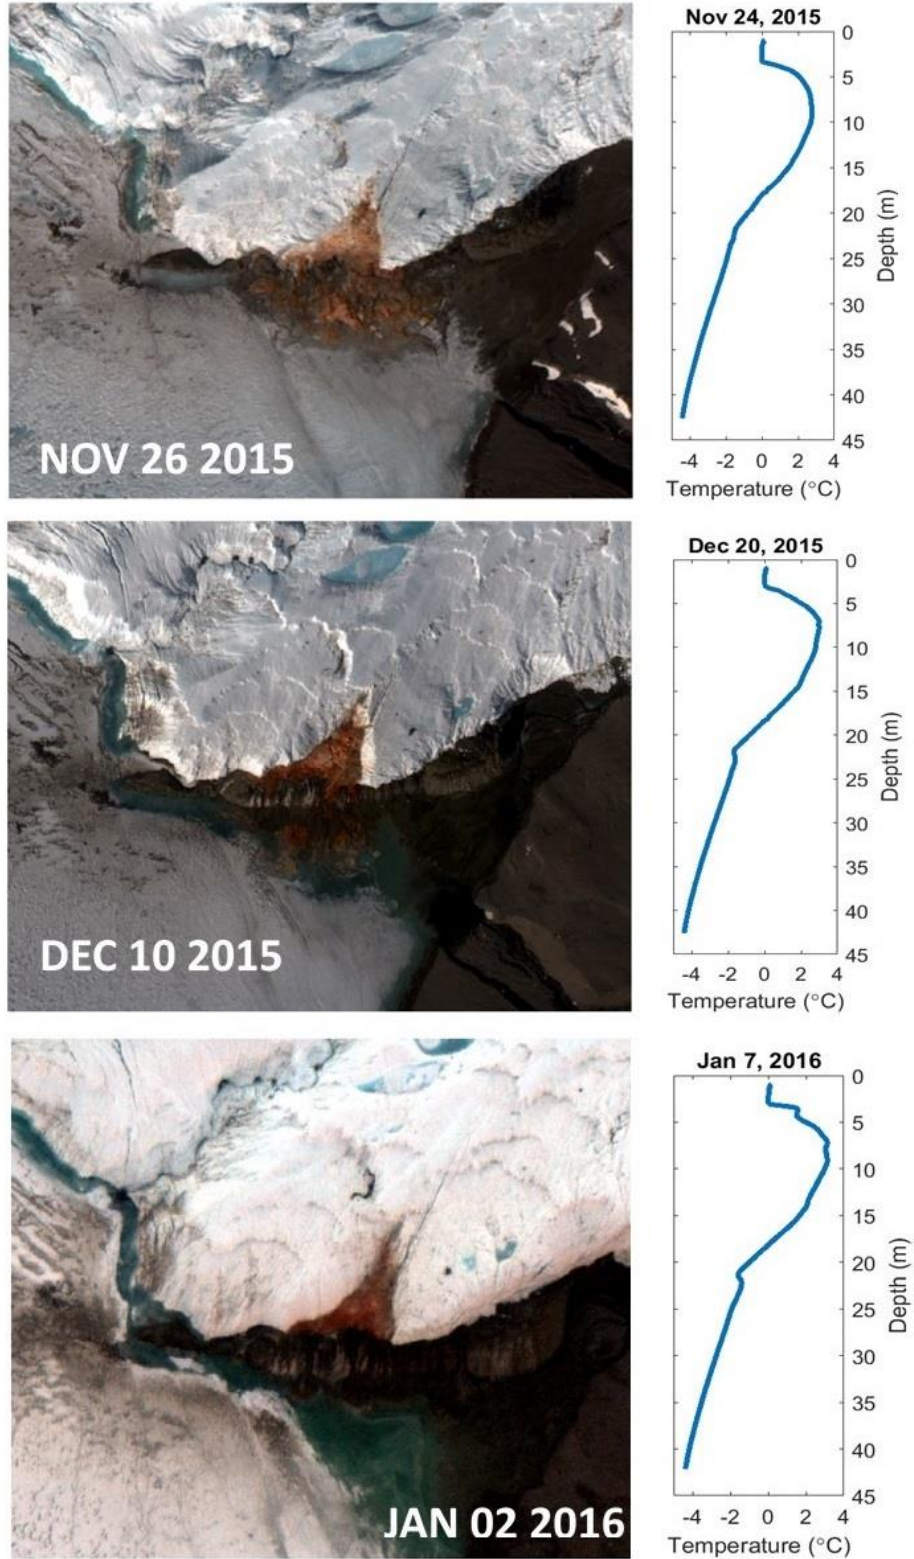 NOV 26 2015
Nov 24, 2015
0
5
10
15
20
25
30
35
40
45
Depth (m)
-4 -2 0 2 4
Temperature (°C)
DEC 10 2015
Dec 20, 2015
0
5
10
15
20
25
30
35
40
45
Depth (m)
-4 -2 0 2 4
Temperature (°C)
JAN 02 2016
Jan 7, 2016
0
5
10
15
20
25
30
35
40
45
Depth (m)
-4 -2 0 2 4
Temperature (°C)